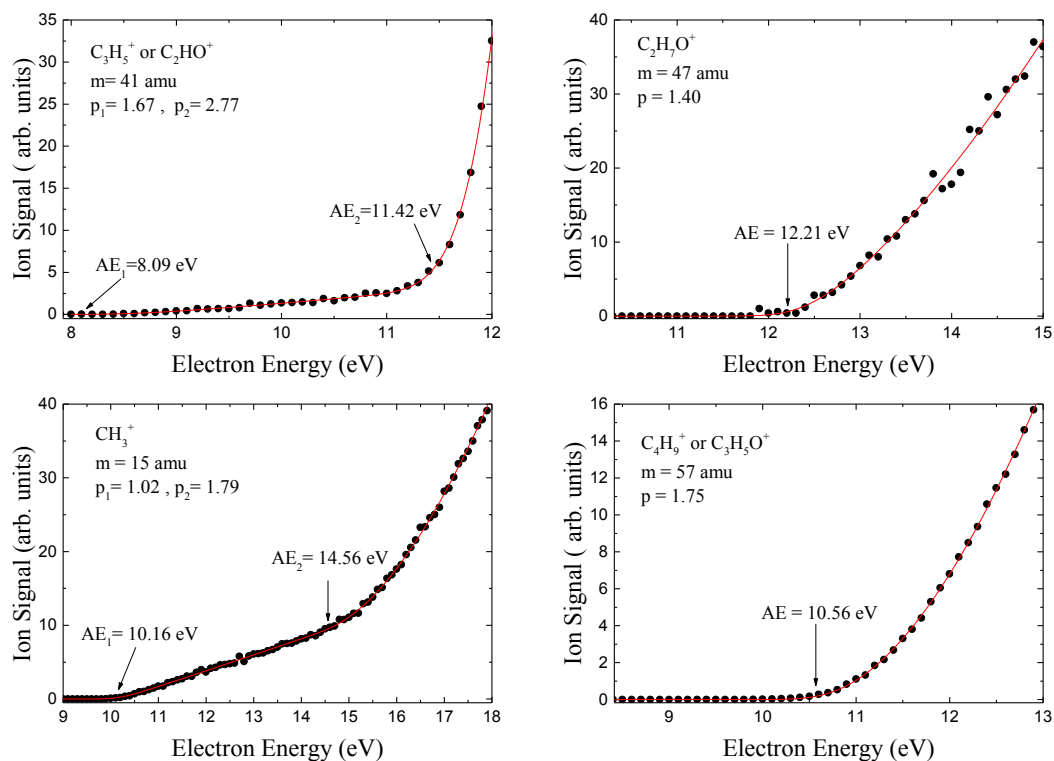 35
30
25
20
15
10
5
0
Ion Signal ( arb. units)
C₃H₅⁺ or C₂HO⁺
m= 41 amu
p₁= 1.67 , p₂= 2.77
AE₂=11.42 eV
AE₁=8.09 eV
8 9 10 11 12
Electron Energy (eV)
40
30
20
10
0
Ion Signal ( arb. units)
C₂H₇O⁺
m = 47 amu
p = 1.40
AE = 12.21 eV
11 12 13 14 15
Electron Energy (eV)
40
30
20
10
0
Ion Signal (arb. units)
CH₃⁺
m = 15 amu
p₁= 1.02 , p₂= 1.79
AE₂= 14.56 eV
AE₁= 10.16 eV
9 10 11 12 13 14 15 16 17 18
Electron Energy (eV)
16
14
12
10
8
6
4
2
0
Ion Signal ( arb. units)
C₄H₉⁺ or C₃H₅O⁺
m = 57 amu
p = 1.75
AE = 10.56 eV
9 10 11 12 13
Electron Energy (eV)